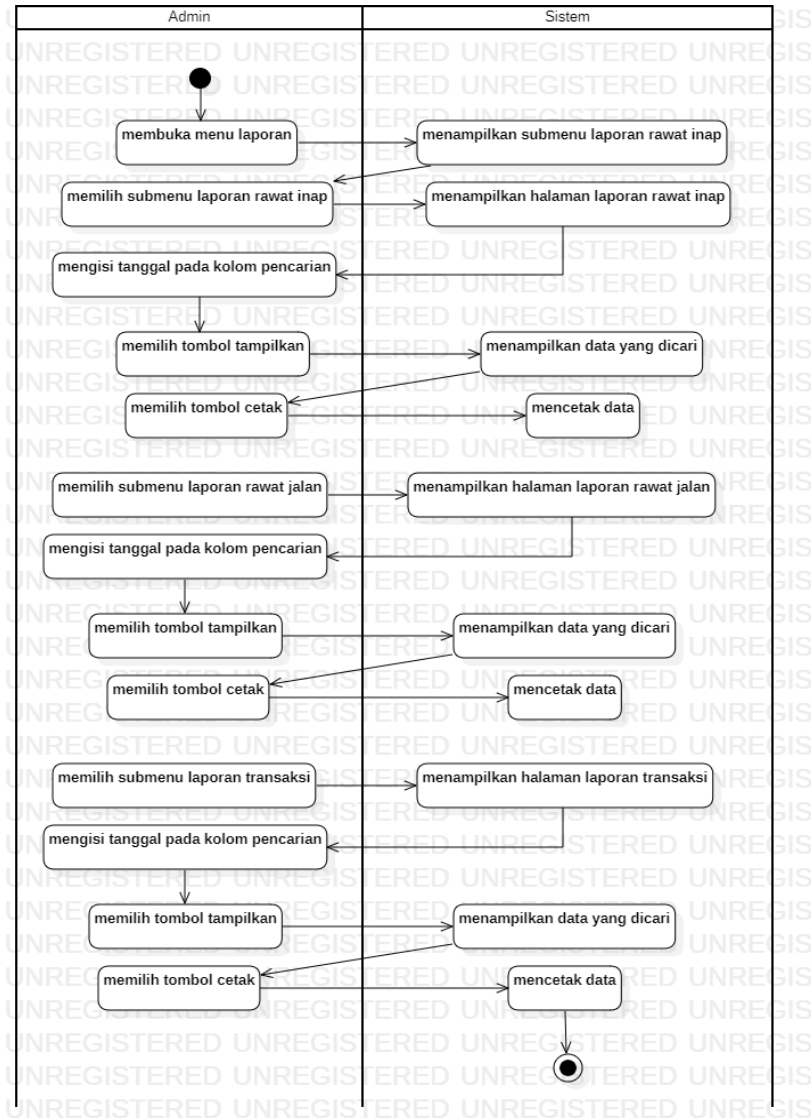 Admin
Sistem
membuka menu laporan
menampilkan submenu laporan rawat inap
memilih submenu laporan rawat inap
menampilkan halaman laporan rawat inap
mengisi tanggal pada kolom pencarian
memilih tombol tampilkan
menampilkan data yang dicari
memilih tombol cetak
mencetak data
memilih submenu laporan rawat jalan
menampilkan halaman laporan rawat jalan
mengisi tanggal pada kolom pencarian
memilih tombol tampilkan
menampilkan data yang dicari
memilih tombol cetak
mencetak data
memilih submenu laporan transaksi
menampilkan halaman laporan transaksi
mengisi tanggal pada kolom pencarian
memilih tombol tampilkan
menampilkan data yang dicari
memilih tombol cetak
mencetak data
UNREGISTERED